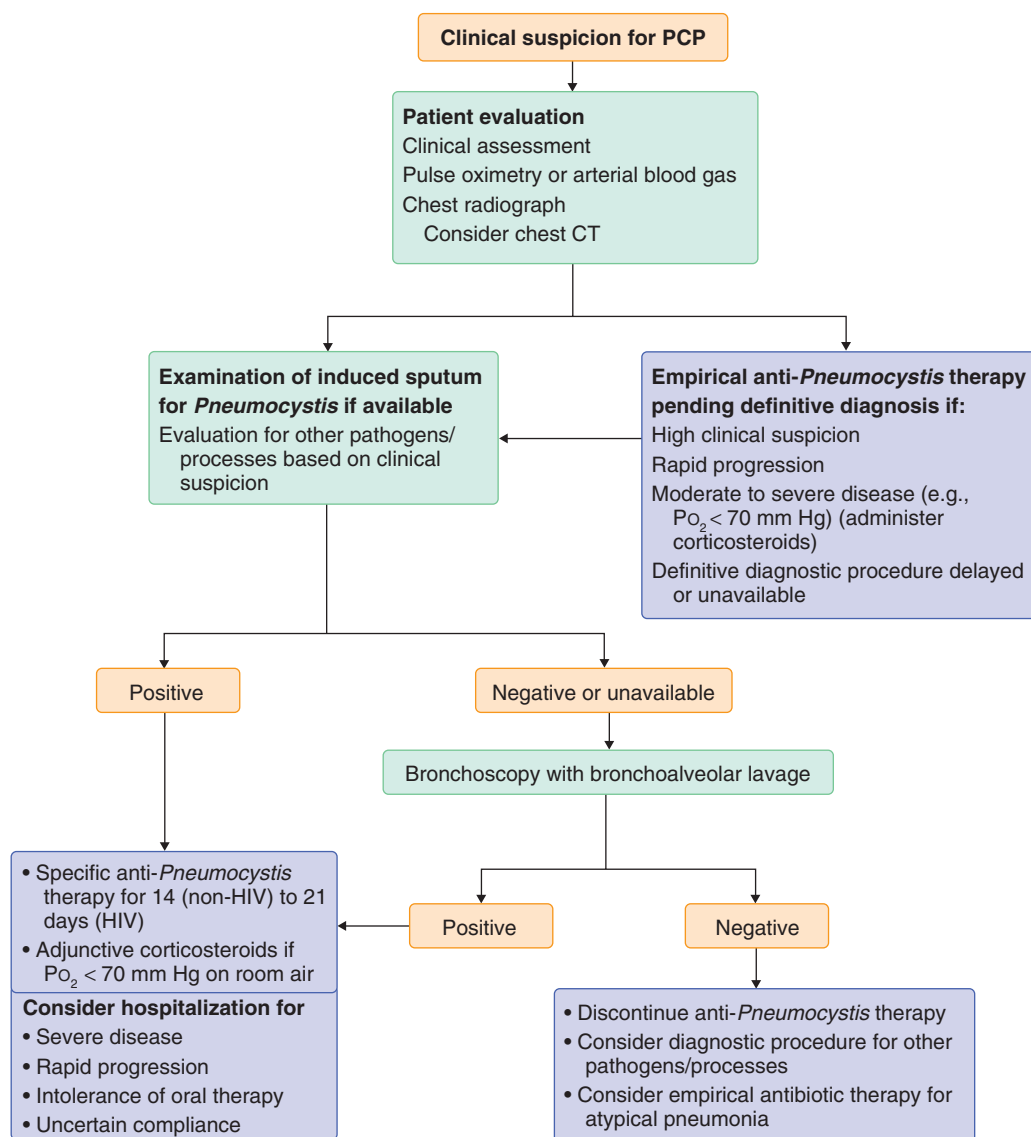 Clinical suspicion for PCP
Patient evaluation
Clinical assessment
Pulse oximetry or arterial blood gas
Chest radiograph
Consider chest CT
Examination of induced sputum
for Pneumocystis if available
Evaluation for other pathogens/
processes based on clinical
suspicion
Empirical anti-Pneumocystis therapy
pending definitive diagnosis if:
High clinical suspicion
Rapid progression
Moderate to severe disease (e.g.,
PO₂ < 70 mm Hg) (administer
corticosteroids)
Definitive diagnostic procedure delayed
or unavailable
Positive
Negative or unavailable
Bronchoscopy with bronchoalveolar lavage
• Specific anti-Pneumocystis
therapy for 14 (non-HIV) to 21
days (HIV)
• Adjunctive corticosteroids if
PO₂ < 70 mm Hg on room air
Consider hospitalization for
• Severe disease
• Rapid progression
• Intolerance of oral therapy
• Uncertain compliance
Positive
Negative
• Discontinue anti-Pneumocystis therapy
• Consider diagnostic procedure for other
pathogens/processes
• Consider empirical antibiotic therapy for
atypical pneumonia